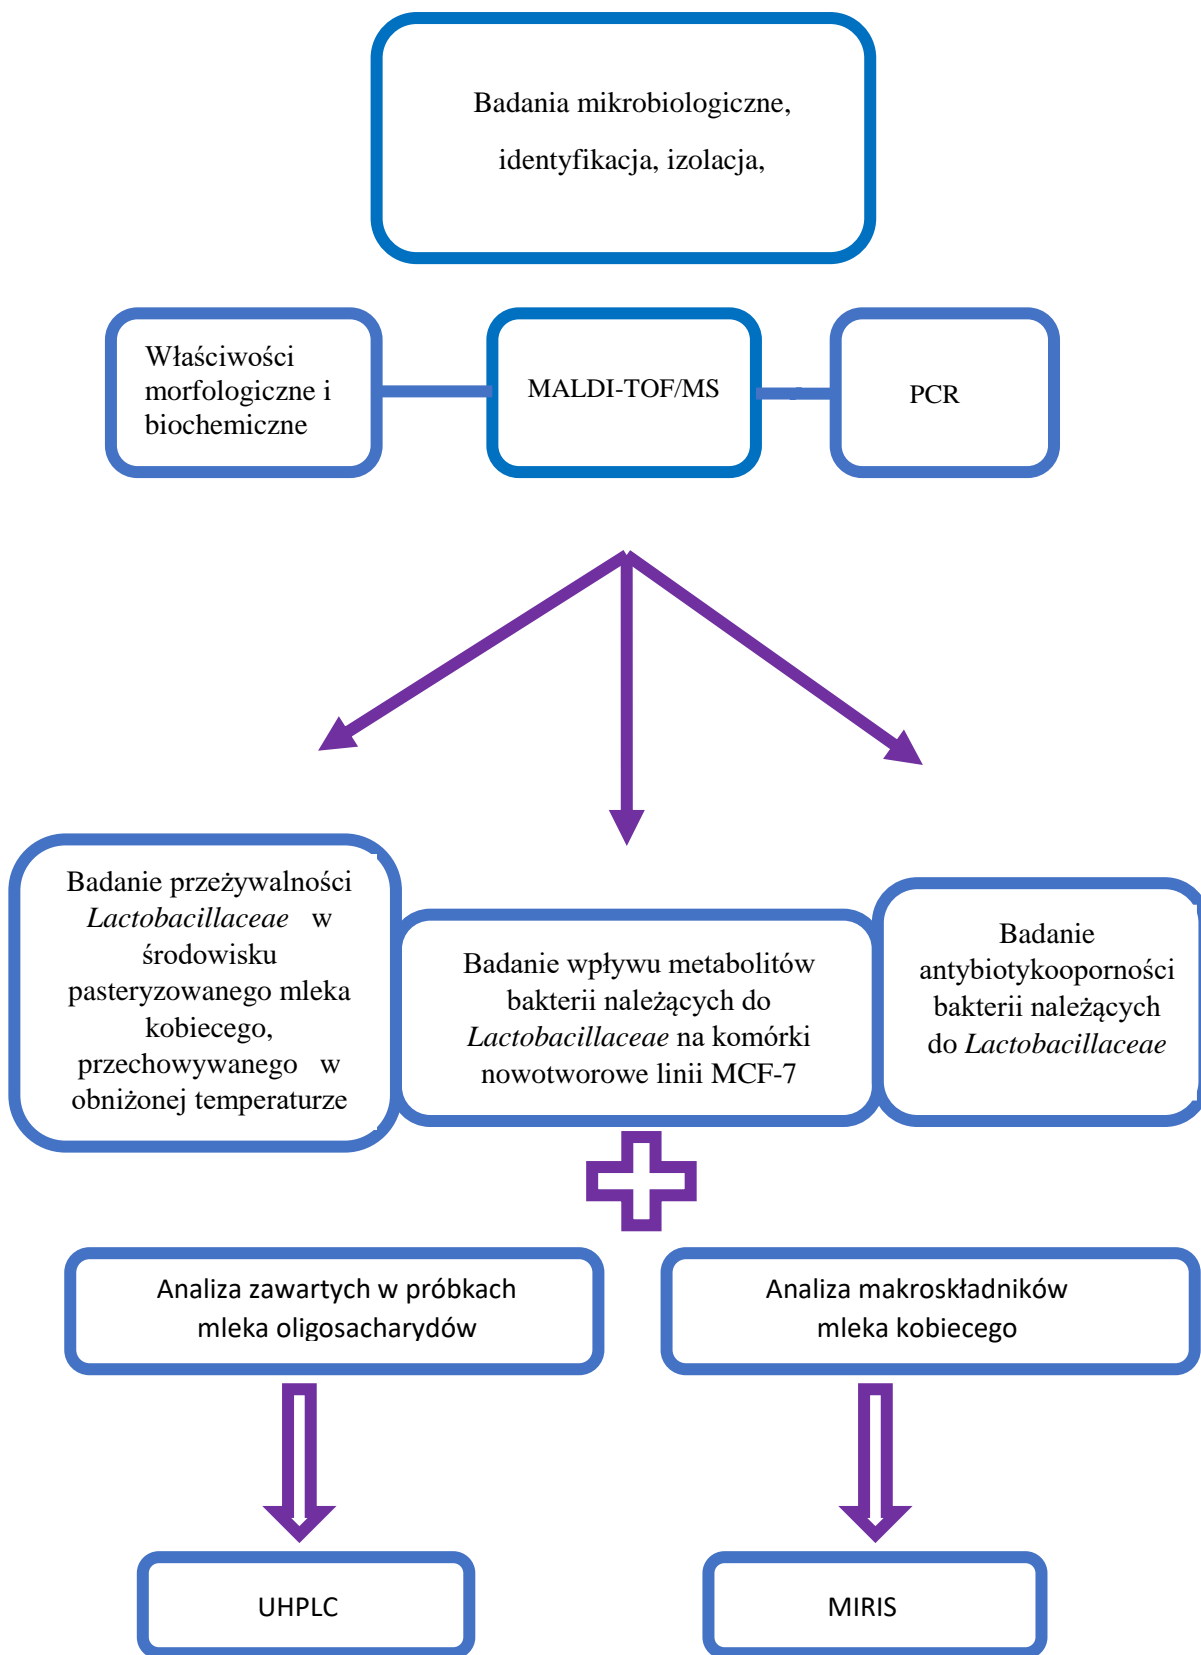 Badania mikrobiologiczne,
identyfikacja, izolacja,
Właściwości
morfologiczne i
biochemiczne
MALDI-TOF/MS
PCR
Badanie przeżywalności
Lactobacillaceae w
środowisku
pasteryzowanego mleka
kobiecego,
przechowywanego w
obniżonej temperaturze
Badanie wpływu metabolitów
bakterii należących do
Lactobacillaceae na komórki
nowotworowe linii MCF-7
Badanie
antybiotykooporności
bakterii należących
do Lactobacillaceae
Analiza zawartych w próbkach
mleka oligosacharydów
Analiza makroskładników
mleka kobiecego
UHPLC
MIRIS